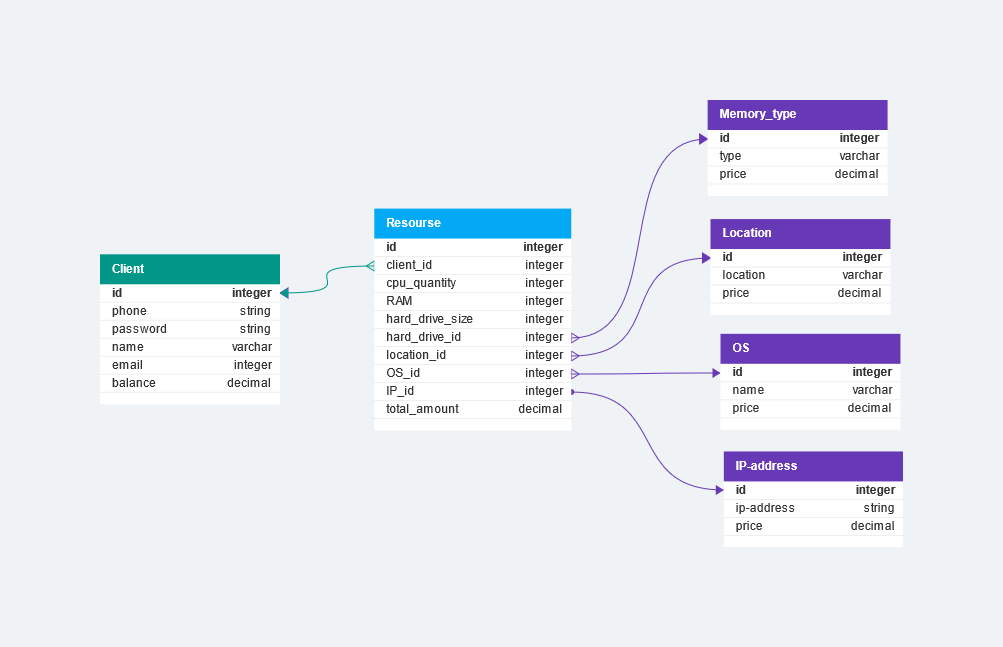 Client
id integer
phone string
password string
name varchar
email integer
balance decimal
Resourse
id integer
client_id integer
cpu_quantity integer
RAM integer
hard_drive_size integer
hard_drive_id integer
location_id integer
OS_id integer
IP_id integer
total_amount decimal
Memory_type
id integer
type varchar
price decimal
Location
id integer
location varchar
price decimal
OS
id integer
name varchar
price decimal
IP-address
id integer
ip-address string
price decimal